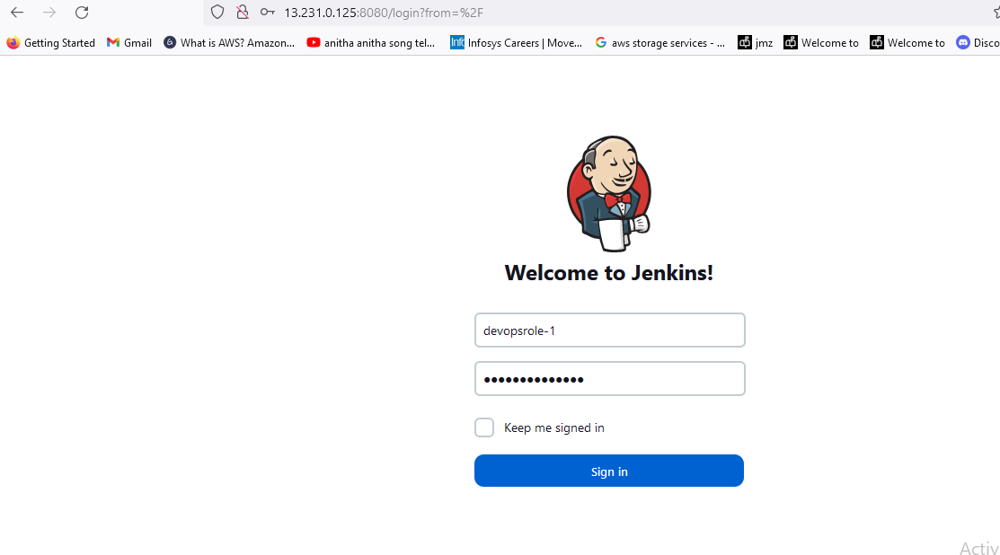 13.231.0.125:8080/login?from=%2F
Getting Started Gmail What is AWS? Amazon... anitha anitha song tel... Infosys Careers | Move... aws storage services - ... jmz Welcome to Welcome to Disco
Welcome to Jenkins!
devopsrole-1
Keep me signed in
Sign in
Activ